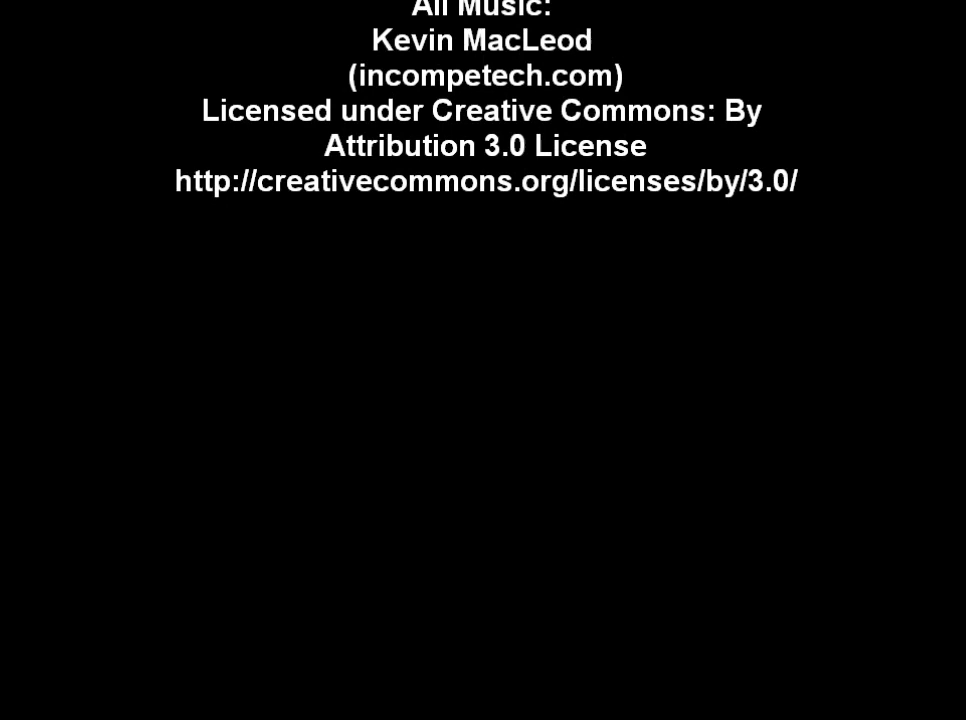 All Music:
Kevin MacLeod
(incompetech.com)
Licensed under Creative Commons: By
Attribution 3.0 License
http://creativecommons.org/licenses/by/3.0/